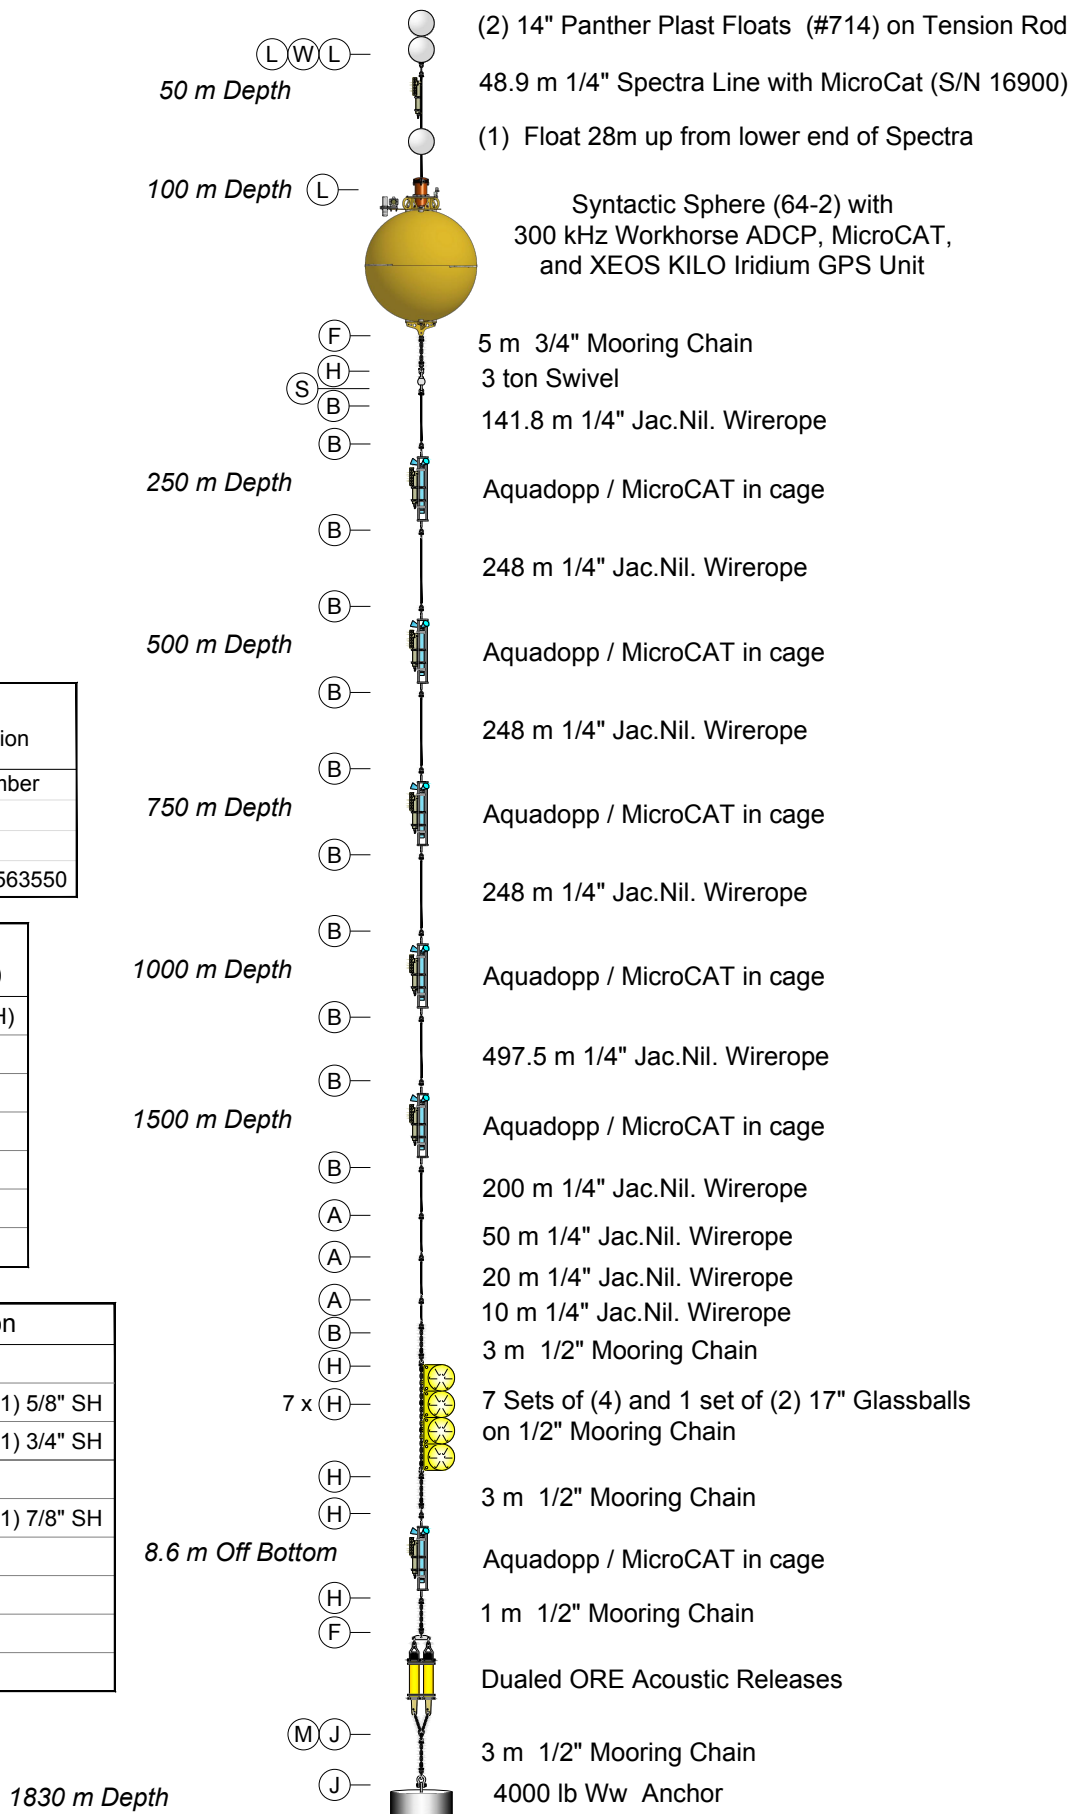 (2) 14" Panther Plast Floats (#714) on Tension Rod
L W L
50 m Depth
48.9 m 1/4" Spectra Line with MicroCat (S/N 16900)
(1) Float 28m up from lower end of Spectra
100 m Depth L
Syntactic Sphere (64-2) with
300 kHz Workhorse ADCP, MicroCAT,
and XEOS KILO Iridium GPS Unit
F
5 m 3/4" Mooring Chain
H
3 ton Swivel
S
B
141.8 m 1/4" Jac.Nil. Wirerope
B
250 m Depth
Aquadopp / MicroCAT in cage
B
248 m 1/4" Jac.Nil. Wirerope
B
500 m Depth
Aquadopp / MicroCAT in cage
B
248 m 1/4" Jac.Nil. Wirerope
B
750 m Depth
Aquadopp / MicroCAT in cage
B
248 m 1/4" Jac.Nil. Wirerope
B
1000 m Depth
Aquadopp / MicroCAT in cage
B
497.5 m 1/4" Jac.Nil. Wirerope
B
1500 m Depth
Aquadopp / MicroCAT in cage
B
200 m 1/4" Jac.Nil. Wirerope
A
50 m 1/4" Jac.Nil. Wirerope
A
20 m 1/4" Jac.Nil. Wirerope
A
10 m 1/4" Jac.Nil. Wirerope
B
3 m 1/2" Mooring Chain
H
7 x H
7 Sets of (4) and 1 set of (2) 17" Glassballs
on 1/2" Mooring Chain
H
3 m 1/2" Mooring Chain
H
8.6 m Off Bottom
Aquadopp / MicroCAT in cage
H
1 m 1/2" Mooring Chain
F
Dualed ORE Acoustic Releases
M J
3 m 1/2" Mooring Chain
J
4000 lb Ww Anchor
1830 m Depth
ion
nber
563550
)
H)
on
1) 5/8" SH
1) 3/4" SH
1) 7/8" SH